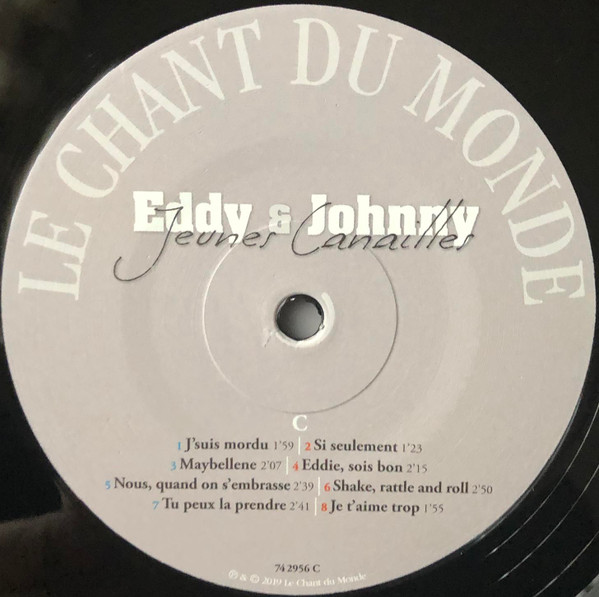 LE CHANT DU MONDE
Eddy & Johnny
Jeunes Canailles
C
1 J'suis mordu 1'59 | 2 Si seulement 1'23
3 Maybellene 2'07 | 4 Eddie, sois bon 2'15
5 Nous, quand on s'embrasse 2'39 | 6 Shake, rattle and roll 2'50
7 Tu peux la prendre 2'41 | 8 Je t'aime trop 1'55
74 2956 C
℗ & © 2019 Le Chant du Monde